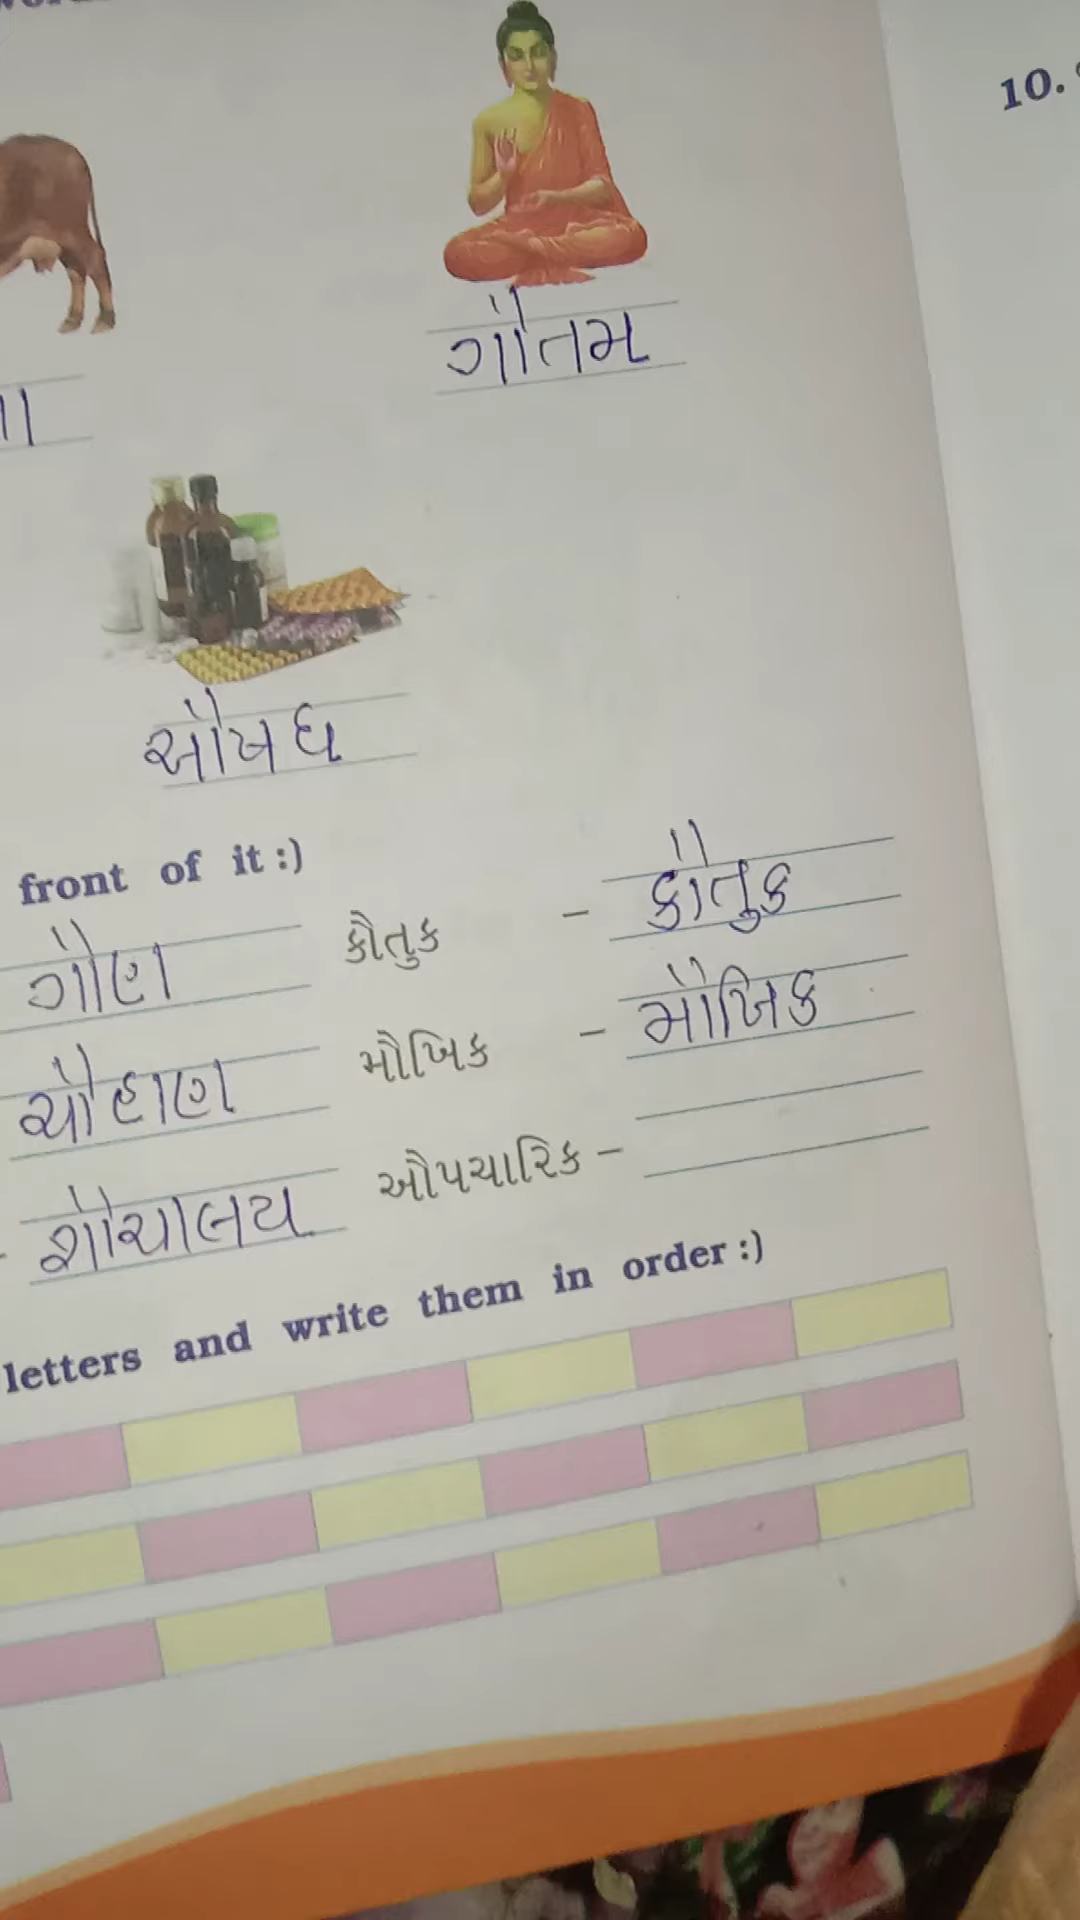 10.
ગૌતમ
ઔષધ
front of it :)
ગૌણ કૌતુક - કૌતુક
ચૌહાણ મૌખિક - મૌખિક
શૌચાલય ઔપચારિક -
letters and write them in order :)